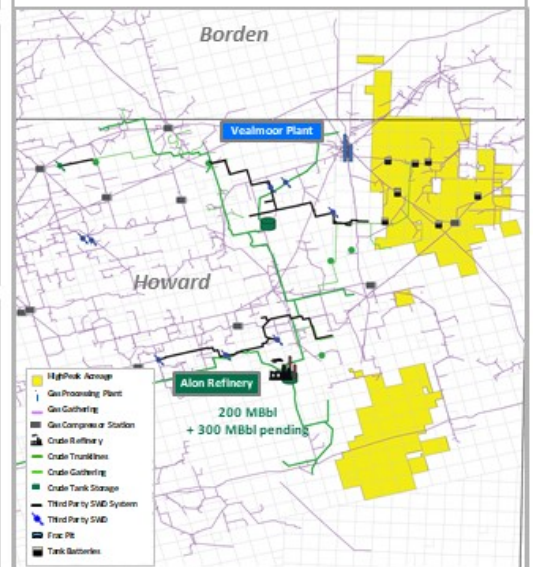 Borden
Vealmoor Plant
Howard
Alon Refinery
200 MBbl
+ 300 MBbl pending
HighPeak Acreage
Gas Processing Plant
Gas Gathering
Gas Compressor Station
Crude Refinery
Crude Trunklines
Crude Gathering
Crude Tank Storage
Third Party SWD System
Third Party SWD
Frac Pit
Tank Batteries